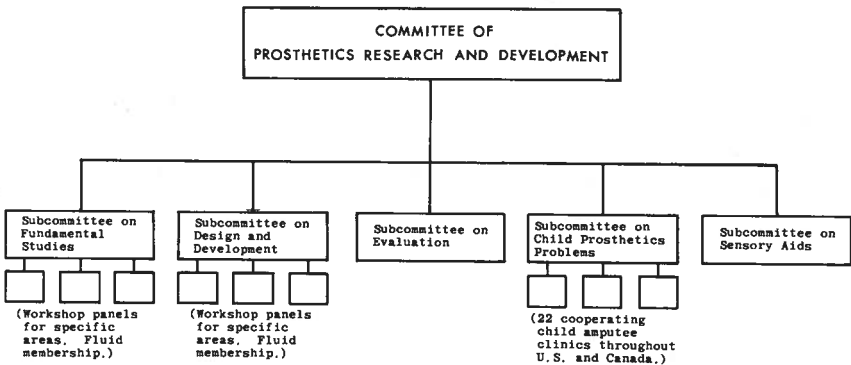 COMMITTEE OF
PROSTHETICS RESEARCH AND DEVELOPMENT
Subcommittee on
Fundamental
Studies
Subcommittee on
Design and
Development
Subcommittee on
Evaluation
Subcommittee on
Child Prosthetics
Problems
Subcommittee on
Sensory Aids
(Workshop panels
for specific
areas. Fluid
membership.)
(Workshop panels
for specific
areas. Fluid
membership.)
(22 cooperating
child amputee
clinics throughout
U.S. and Canada.)